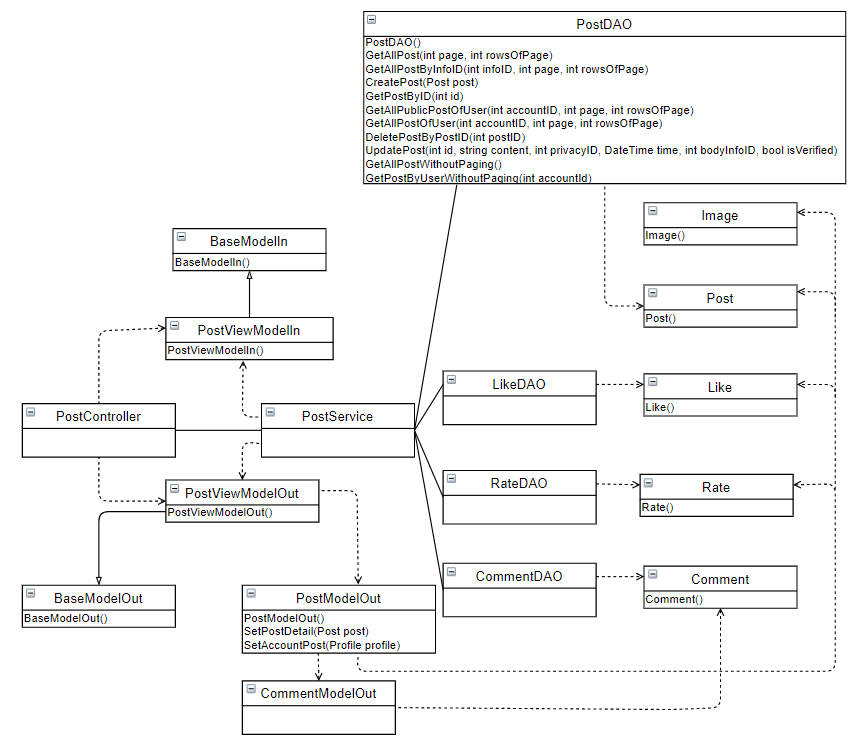 PostDAO
PostDAO()
GetAllPost(int page, int rowsOfPage)
GetAllPostByInfoID(int infoID, int page, int rowsOfPage)
CreatePost(Post post)
GetPostByID(int id)
GetAllPublicPostOfUser(int accountID, int page, int rowsOfPage)
GetAllPostOfUser(int accountID, int page, int rowsOfPage)
DeletePostByPostID(int postID)
UpdatePost(int id, string content, int privacyID, DateTime time, int bodyInfoID, bool isVerified)
GetAllPostWithoutPaging()
GetPostByUserWithoutPaging(int accountId)
Image
Image()
BaseModelIn
BaseModelIn()
Post
Post()
PostViewModelIn
PostViewModelIn()
LikeDAO
Like
Like()
PostController
PostService
RateDAO
Rate
Rate()
PostViewModelOut
PostViewModelOut()
CommentDAO
Comment
Comment()
BaseModelOut
BaseModelOut()
PostModelOut
PostModelOut()
SetPostDetail(Post post)
SetAccountPost(Profile profile)
CommentModelOut